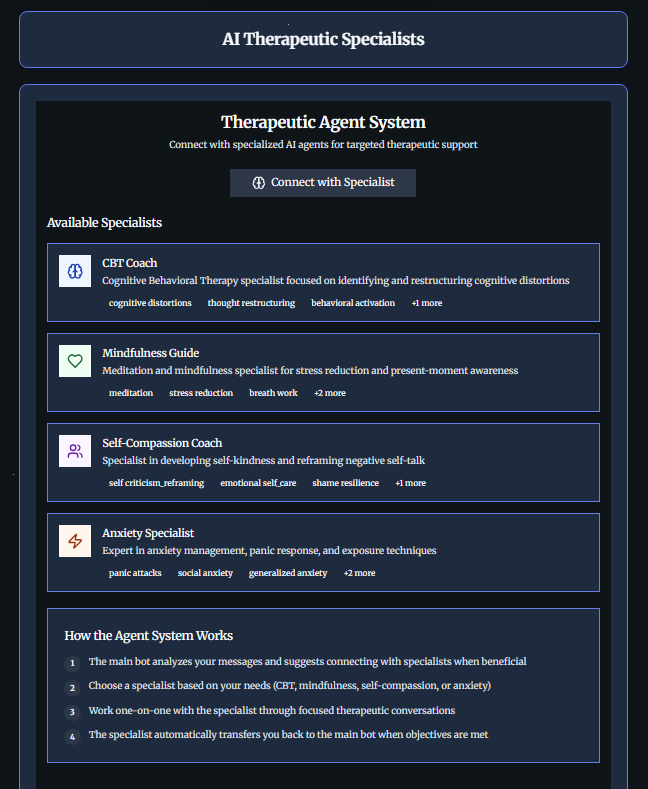 AI Therapeutic Specialists
Therapeutic Agent System
Connect with specialized AI agents for targeted therapeutic support
Connect with Specialist
Available Specialists
CBT Coach
Cognitive Behavioral Therapy specialist focused on identifying and restructuring cognitive distortions
cognitive distortions thought restructuring behavioral activation +1 more
Mindfulness Guide
Meditation and mindfulness specialist for stress reduction and present-moment awareness
meditation stress reduction breath work +2 more
Self-Compassion Coach
Specialist in developing self-kindness and reframing negative self-talk
self criticism_reframing emotional self_care shame resilience +1 more
Anxiety Specialist
Expert in anxiety management, panic response, and exposure techniques
panic attacks social anxiety generalized anxiety +2 more
How the Agent System Works
1 The main bot analyzes your messages and suggests connecting with specialists when beneficial
2 Choose a specialist based on your needs (CBT, mindfulness, self-compassion, or anxiety)
3 Work one-on-one with the specialist through focused therapeutic conversations
4 The specialist automatically transfers you back to the main bot when objectives are met